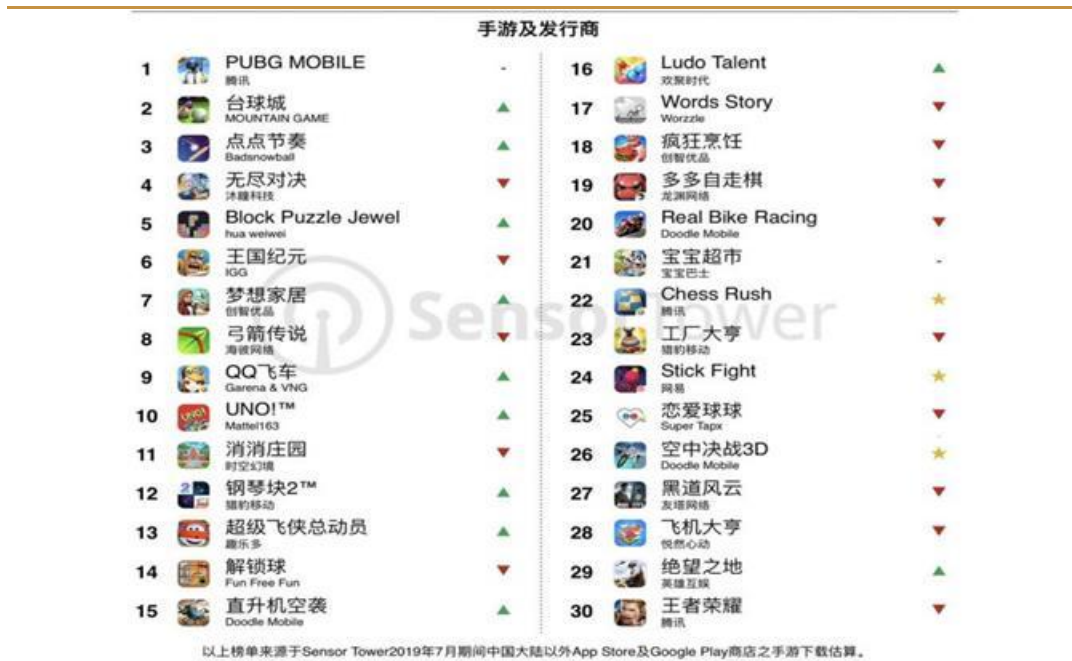 手游及发行商
1 PUBG MOBILE -
腾讯
2 台球城 ▲
MOUNTAIN GAME
3 点点节奏 ▲
Badsnowball
4 无尽对决 ▼
沐瞳科技
5 Block Puzzle Jewel ▲
hua weiwei
6 王国纪元 ▼
IGG
7 梦想家居 ▲
创智优品
8 弓箭传说 ▼
海彼网络
9 QQ飞车 ▲
Garena & VNG
10 UNO!™ ▲
Mattel163
11 消消庄园 ▼
时空幻境
12 钢琴块2™ ▲
猎豹移动
13 超级飞侠总动员 ▲
趣乐多
14 解锁球 ▼
Fun Free Fun
15 直升机空袭 ▲
Doodle Mobile
16 Ludo Talent ▲
欢聚时代
17 Words Story ▼
Worzzle
18 疯狂烹饪 ▼
创智优品
19 多多自走棋 ▼
龙渊网络
20 Real Bike Racing ▼
Doodle Mobile
21 宝宝超市 -
宝宝巴士
22 Chess Rush ★
腾讯
23 工厂大亨 ▼
猎豹移动
24 Stick Fight ★
网易
25 恋爱球球 ▼
Super Tapx
26 空中决战3D ★
Doodle Mobile
27 黑道风云 ▼
友塔网络
28 飞机大亨 ▼
悦然心动
29 绝望之地 ▲
英雄互娱
30 王者荣耀 ▼
腾讯
SensorTower
以上榜单来源于Sensor Tower2019年7月期间中国大陆以外App Store及Google Play商店之手游下载估算。